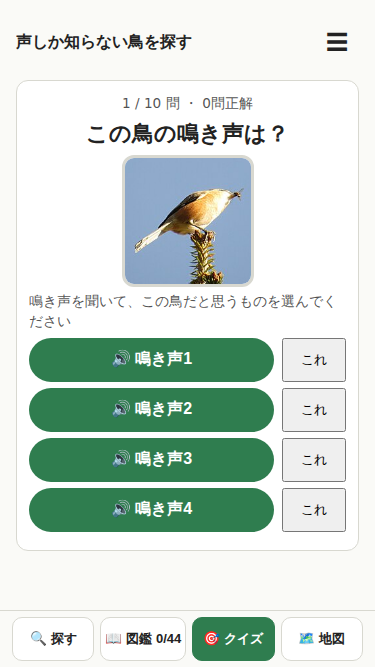 声しか知らない鳥を探す
1 / 10 問 ・ 0問正解
この鳥の鳴き声は？
鳴き声を聞いて、この鳥だと思うものを選んでく
ださい
鳴き声1
これ
鳴き声2
これ
鳴き声3
これ
鳴き声4
これ
探す
図鑑 0/44
クイズ
地図